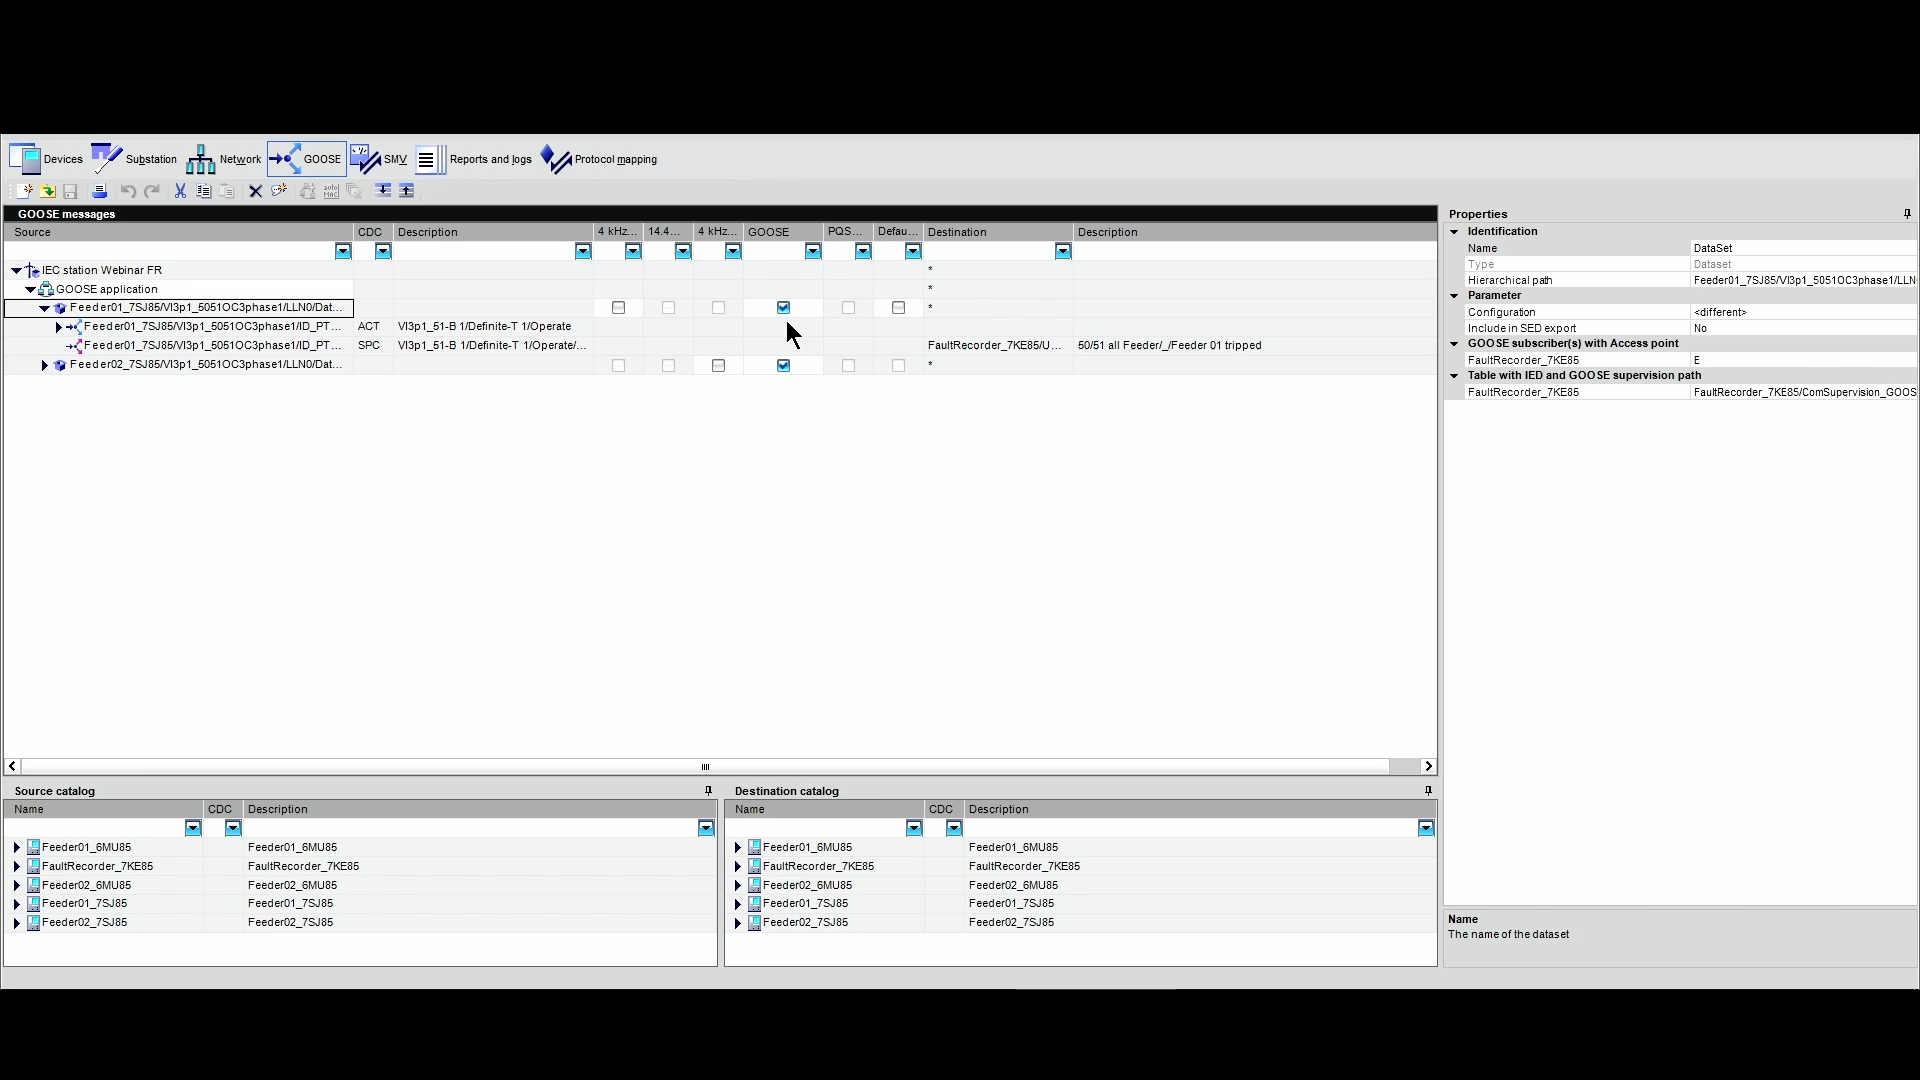 Devices Substation Network GOOSE SMV Reports and logs Protocol mapping
GOOSE messages
Source CDC Description 4 kHz... 14.4... 4 kHz... GOOSE PQS... Defau... Destination Description
IEC station Webinar FR *
GOOSE application *
Feeder01_7SJ85/VI3p1_5051OC3phase1/LLN0/Dat... *
Feeder01_7SJ85/VI3p1_5051OC3phase1/ID_PT... ACT VI3p1_51-B 1/Definite-T 1/Operate
Feeder01_7SJ85/VI3p1_5051OC3phase1/ID_PT... SPC VI3p1_51-B 1/Definite-T 1/Operate/... FaultRecorder_7KE85/U... 50/51 all Feeder/_/Feeder 01 tripped
Feeder02_7SJ85/VI3p1_5051OC3phase1/LLN0/Dat... *
Properties
Identification
Name DataSet
Type Dataset
Hierarchical path Feeder01_7SJ85/VI3p1_5051OC3phase1/LLN
Parameter
Configuration <different>
Include in SED export No
GOOSE subscriber(s) with Access point
FaultRecorder_7KE85 E
Table with IED and GOOSE supervision path
FaultRecorder_7KE85 FaultRecorder_7KE85/ComSupervision_GOOS
Source catalog
Name CDC Description
Feeder01_6MU85 Feeder01_6MU85
FaultRecorder_7KE85 FaultRecorder_7KE85
Feeder02_6MU85 Feeder02_6MU85
Feeder01_7SJ85 Feeder01_7SJ85
Feeder02_7SJ85 Feeder02_7SJ85
Destination catalog
Name CDC Description
Feeder01_6MU85 Feeder01_6MU85
FaultRecorder_7KE85 FaultRecorder_7KE85
Feeder02_6MU85 Feeder02_6MU85
Feeder01_7SJ85 Feeder01_7SJ85
Feeder02_7SJ85 Feeder02_7SJ85
Name
The name of the dataset